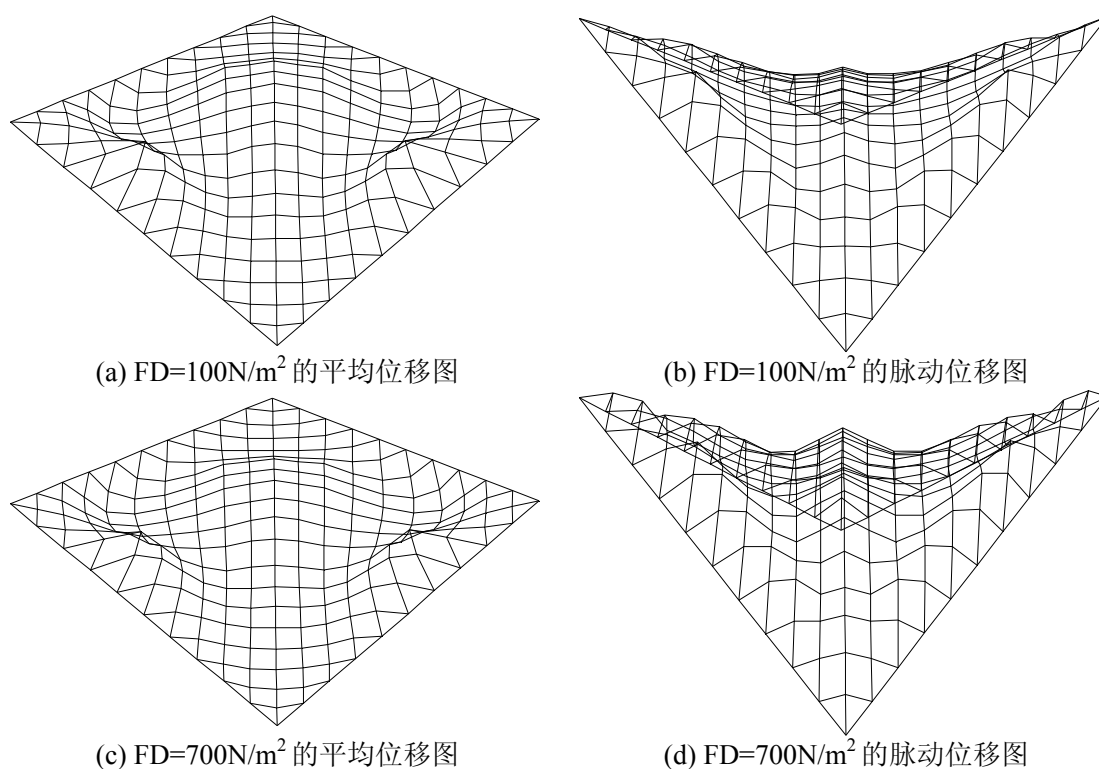 (a) FD=100N/m² 的平均位移图
(b) FD=100N/m² 的脉动位移图
(c) FD=700N/m² 的平均位移图
(d) FD=700N/m² 的脉动位移图